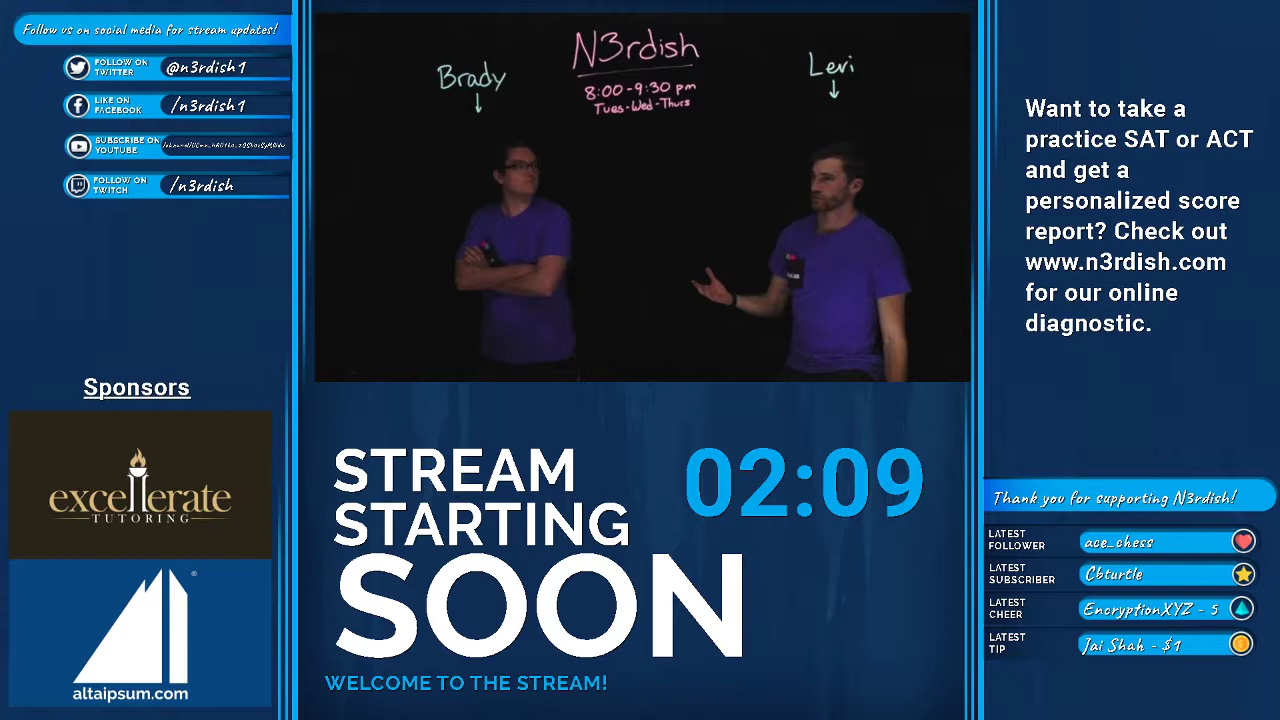 Follow us on social media for stream updates!
FOLLOW ON
TWITTER
@n3rdish1
LIKE ON
FACEBOOK
/n3rdish1
SUBSCRIBE ON
YOUTUBE
FOLLOW ON
TWITCH
/n3rdish
Sponsors
excellerate
TUTORING
®
altaipsum.com
N3rdish
8:00-9:30 pm
Tues-Wed-Thurs
Brady
Levi
STREAM
STARTING
SOON
02:09
WELCOME TO THE STREAM!
Want to take a
practice SAT or ACT
and get a
personalized score
report? Check out
www.n3rdish.com
for our online
diagnostic.
Thank you for supporting N3rdish!
LATEST
FOLLOWER
ace_chess
LATEST
SUBSCRIBER
Cbturtle
LATEST
CHEER
EncryptionXYZ - 5
LATEST
TIP
Jai Shah - $1